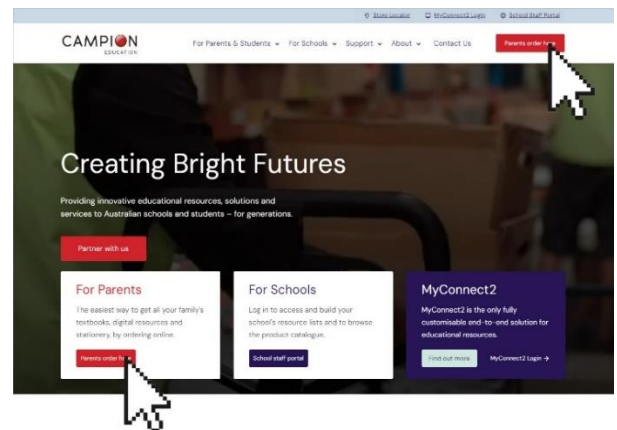 Store Locator MyConnect2 Login School Staff Portal
CAMPION
EDUCATION
For Parents & Students For Schools Support About Contact Us
Parents order here
Creating Bright Futures
Providing innovative educational resources, solutions and
services to Australian schools and students – for generations.
Partner with us
For Parents
The easiest way to get all your family's
textbooks, digital resources and
stationery, by ordering online.
Parents order here
For Schools
Log in to access and build your
school's resource lists and to browse
the product catalogue.
School staff portal
MyConnect2
MyConnect2 is the only fully
customisable end-to-end solution for
educational resources.
Find out more MyConnect2 Login →